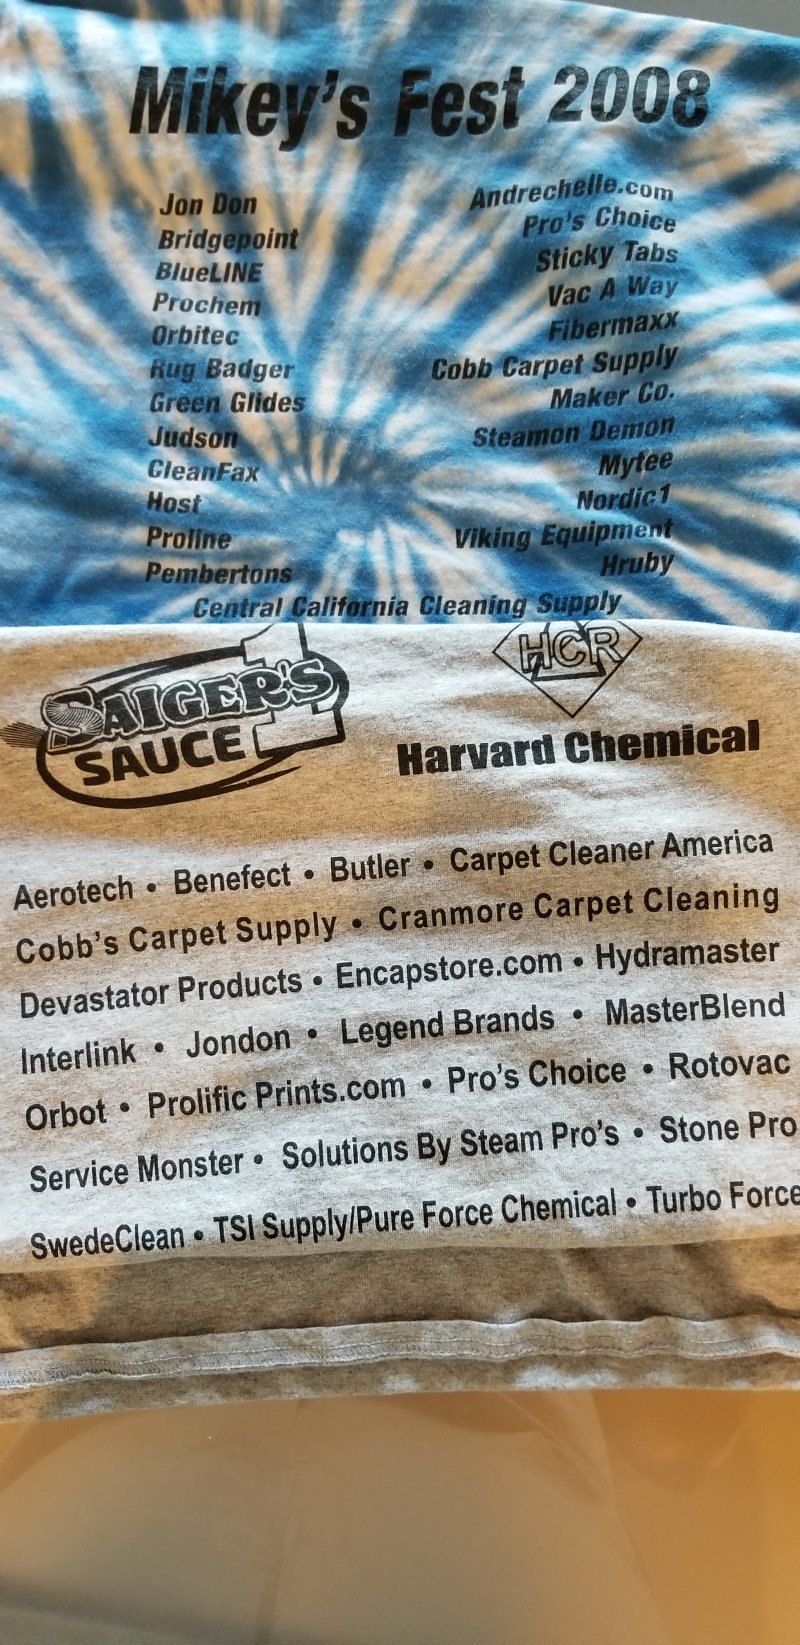 Mikey's Fest 2008
Jon Don
Bridgepoint
BlueLINE
Prochem
Orbitec
Rug Badger
Green Glides
Judson
CleanFax
Host
Proline
Pembertons
Andrechelle.com
Pro's Choice
Sticky Tabs
Vac A Way
Fibermaxx
Cobb Carpet Supply
Maker Co.
Steamon Demon
Mytee
Nordic1
Viking Equipment
Hruby
Central California Cleaning Supply
SAIGER'S
SAUCE
1
HCR
Harvard Chemical
Aerotech • Benefect • Butler • Carpet Cleaner America
Cobb's Carpet Supply • Cranmore Carpet Cleaning
Devastator Products • Encapstore.com • Hydramaster
Interlink • Jondon • Legend Brands • MasterBlend
Orbot • Prolific Prints.com • Pro's Choice • Rotovac
Service Monster • Solutions By Steam Pro's • Stone Pro
SwedeClean • TSI Supply/Pure Force Chemical • Turbo Force